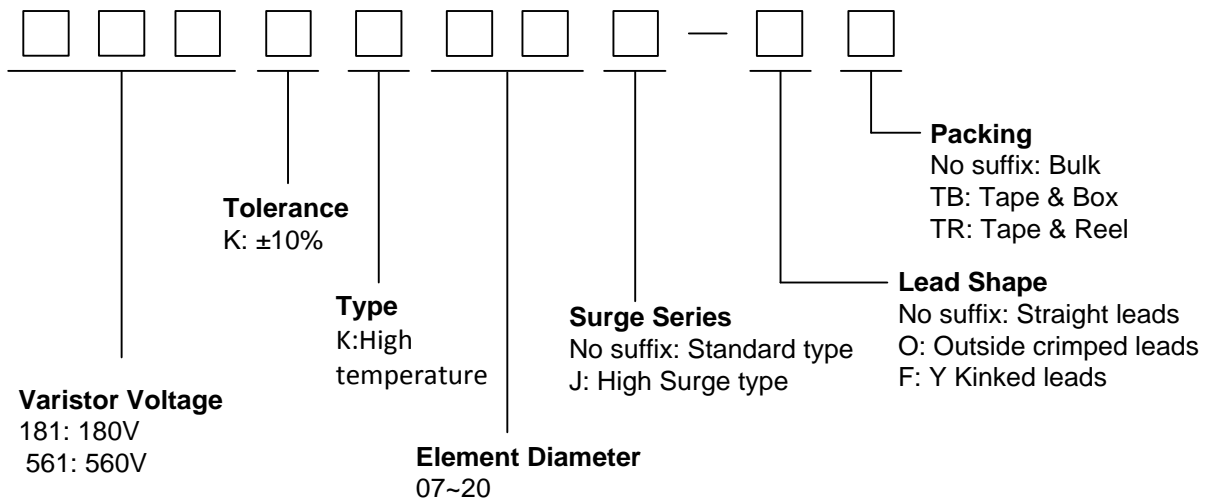 Packing
No suffix: Bulk
TB: Tape & Box
TR: Tape & Reel
Tolerance
K: ±10%
Lead Shape
No suffix: Straight leads
O: Outside crimped leads
F: Y Kinked leads
Type
K:High
temperature
Surge Series
No suffix: Standard type
J: High Surge type
Varistor Voltage
181: 180V
561: 560V
Element Diameter
07~20